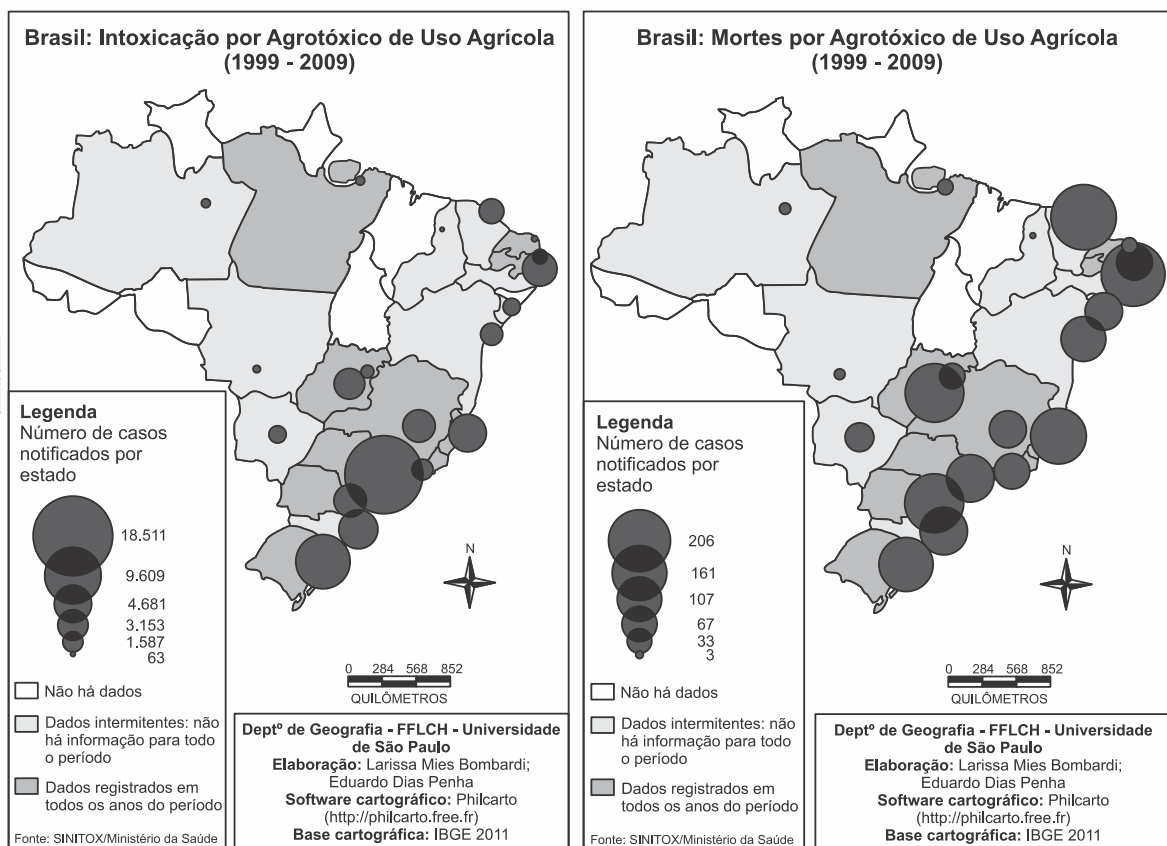 Brasil: Intoxicação por Agrotóxico de Uso Agrícola
(1999 - 2009)
N
Legenda
Número de casos
notificados por
estado
18.511
9.609
4.681
3.153
1.587
63
Não há dados
Dados intermitentes: não
há informação para todo
o período
Dados registrados em
todos os anos do período
Fonte: SINITOX/Ministério da Saúde
0 284 568 852
QUILÔMETROS
Deptº de Geografia - FFLCH - Universidade
de São Paulo
Elaboração: Larissa Mies Bombardi;
Eduardo Dias Penha
Software cartográfico: Philcarto
(http://philcarto.free.fr)
Base cartográfica: IBGE 2011
Brasil: Mortes por Agrotóxico de Uso Agrícola
(1999 - 2009)
N
Legenda
Número de casos
notificados por
estado
206
161
107
67
33
3
Não há dados
Dados intermitentes: não
há informação para todo
o período
Dados registrados em
todos os anos do período
Fonte: SINITOX/Ministério da Saúde
0 284 568 852
QUILÔMETROS
Deptº de Geografia - FFLCH - Universidade
de São Paulo
Elaboração: Larissa Mies Bombardi;
Eduardo Dias Penha
Software cartográfico: Philcarto
(http://philcarto.free.fr)
Base cartográfica: IBGE 2011